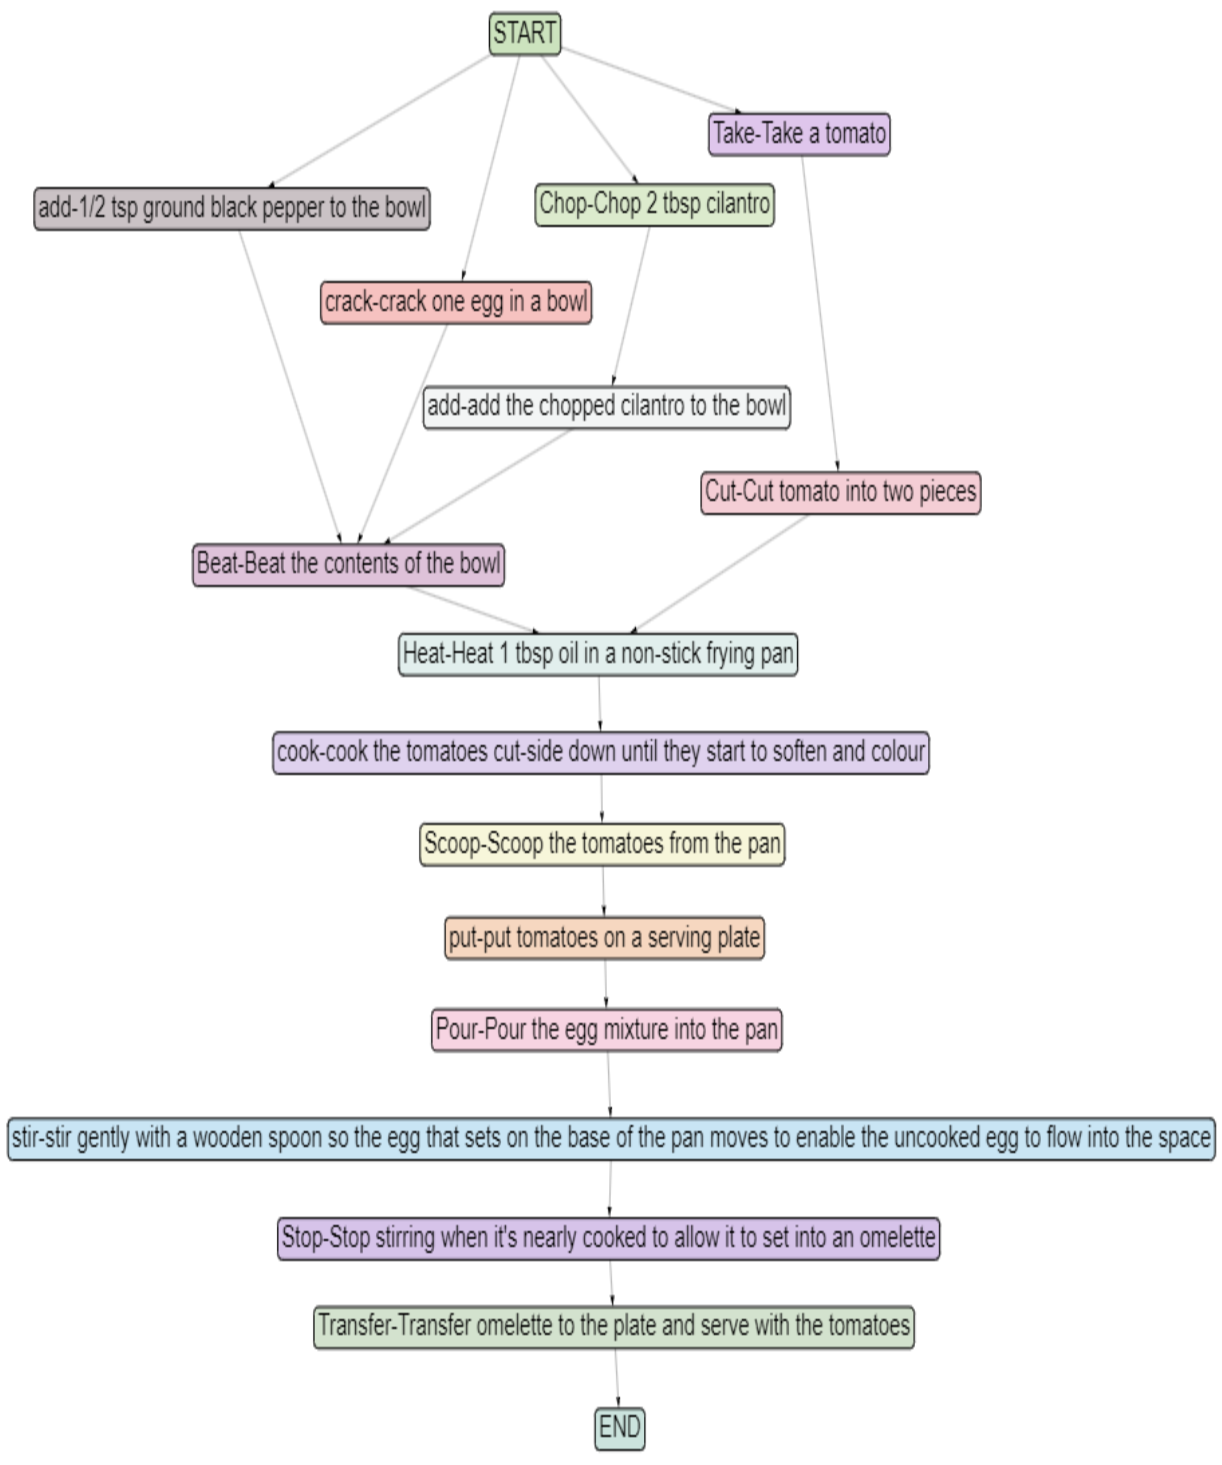 START
Take-Take a tomato
add-1/2 tsp ground black pepper to the bowl
Chop-Chop 2 tbsp cilantro
crack-crack one egg in a bowl
add-add the chopped cilantro to the bowl
Cut-Cut tomato into two pieces
Beat-Beat the contents of the bowl
Heat-Heat 1 tbsp oil in a non-stick frying pan
cook-cook the tomatoes cut-side down until they start to soften and colour
Scoop-Scoop the tomatoes from the pan
put-put tomatoes on a serving plate
Pour-Pour the egg mixture into the pan
stir-stir gently with a wooden spoon so the egg that sets on the base of the pan moves to enable the uncooked egg to flow into the space
Stop-Stop stirring when it's nearly cooked to allow it to set into an omelette
Transfer-Transfer omelette to the plate and serve with the tomatoes
END